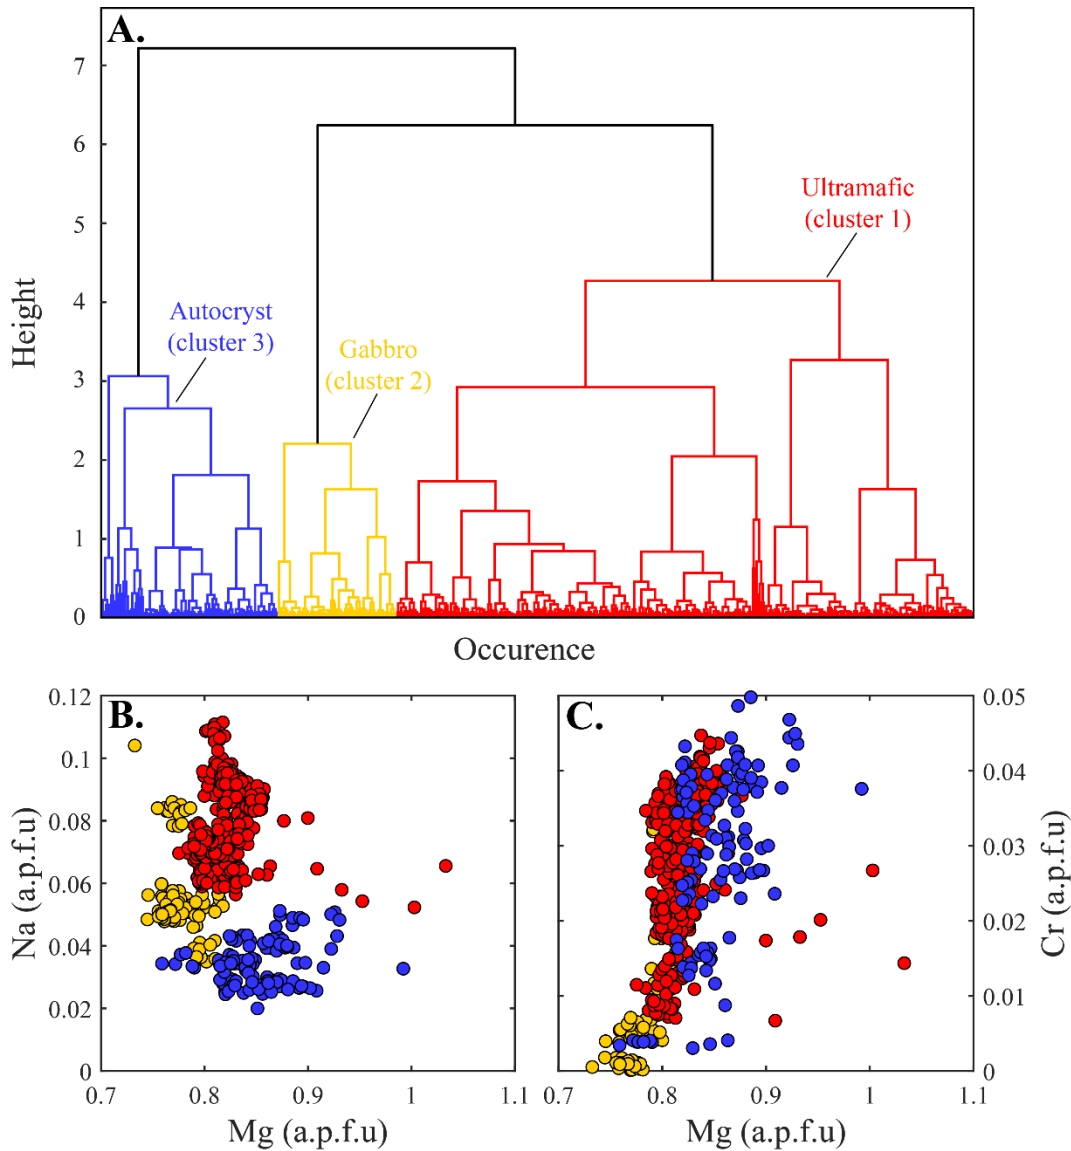 A.
7
6
5
4
3
2
1
0
Height
Ultramafic
(cluster 1)
Autocryst
(cluster 3)
Gabbro
(cluster 2)
Occurence
B.
0.12
0.1
0.08
0.06
0.04
0.02
0
Na (a.p.f.u)
0.7 0.8 0.9 1 1.1
Mg (a.p.f.u)
C.
0.05
0.04
0.03
0.02
0.01
0
Cr (a.p.f.u)
0.7 0.8 0.9 1 1.1
Mg (a.p.f.u)